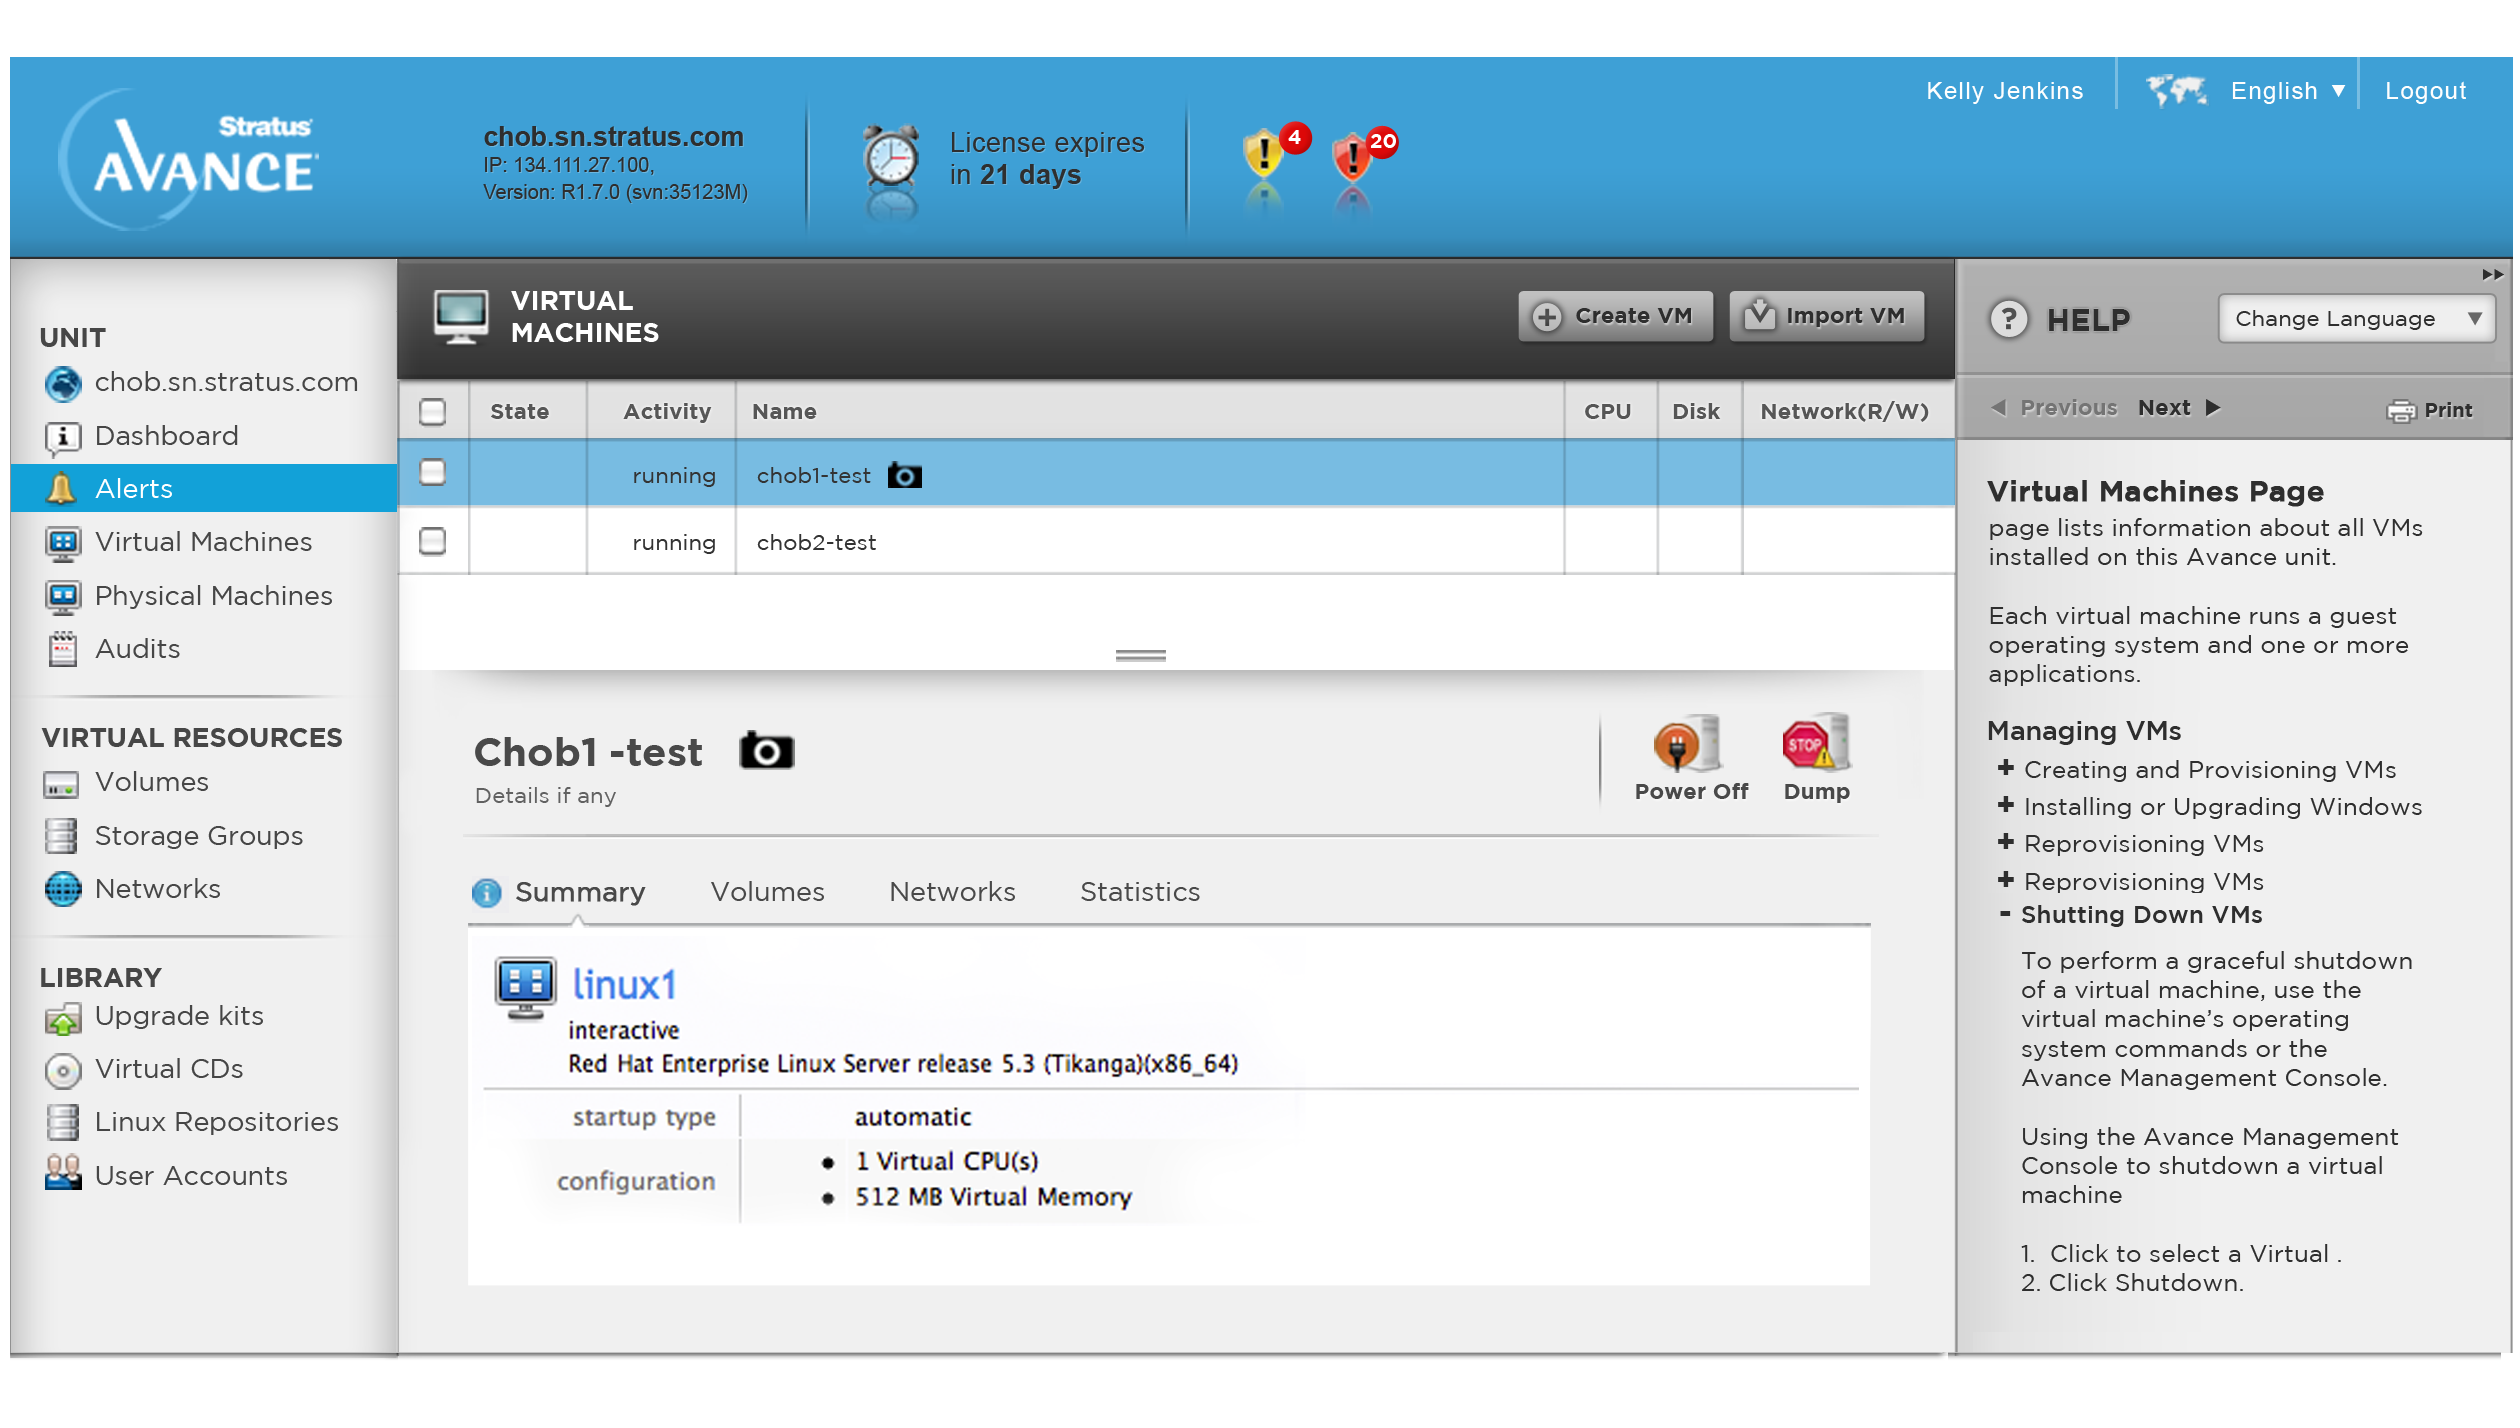 Kelly Jenkins
English
Logout
Stratus
AVANCE
chob.sn.stratus.com
IP: 134.111.27.100,
Version: R1.7.0 (svn:35123M)
License expires
in 21 days
4
20
UNIT
chob.sn.stratus.com
Dashboard
Alerts
Virtual Machines
Physical Machines
Audits
VIRTUAL RESOURCES
Volumes
Storage Groups
Networks
LIBRARY
Upgrade kits
Virtual CDs
Linux Repositories
User Accounts
VIRTUAL
MACHINES
Create VM
Import VM
State Activity Name CPU Disk Network(R/W)
running chob1-test
running chob2-test
Chob1 -test
Details if any
Power Off
STOP
Dump
Summary Volumes Networks Statistics
linux1
interactive
Red Hat Enterprise Linux Server release 5.3 (Tikanga)(x86_64)
startup type automatic
configuration
• 1 Virtual CPU(s)
• 512 MB Virtual Memory
? HELP
Change Language
Previous Next
Print
Virtual Machines Page
page lists information about all VMs
installed on this Avance unit.
Each virtual machine runs a guest
operating system and one or more
applications.
Managing VMs
+ Creating and Provisioning VMs
+ Installing or Upgrading Windows
+ Reprovisioning VMs
+ Reprovisioning VMs
- Shutting Down VMs
To perform a graceful shutdown
of a virtual machine, use the
virtual machine’s operating
system commands or the
Avance Management Console.
Using the Avance Management
Console to shutdown a virtual
machine
1. Click to select a Virtual .
2. Click Shutdown.